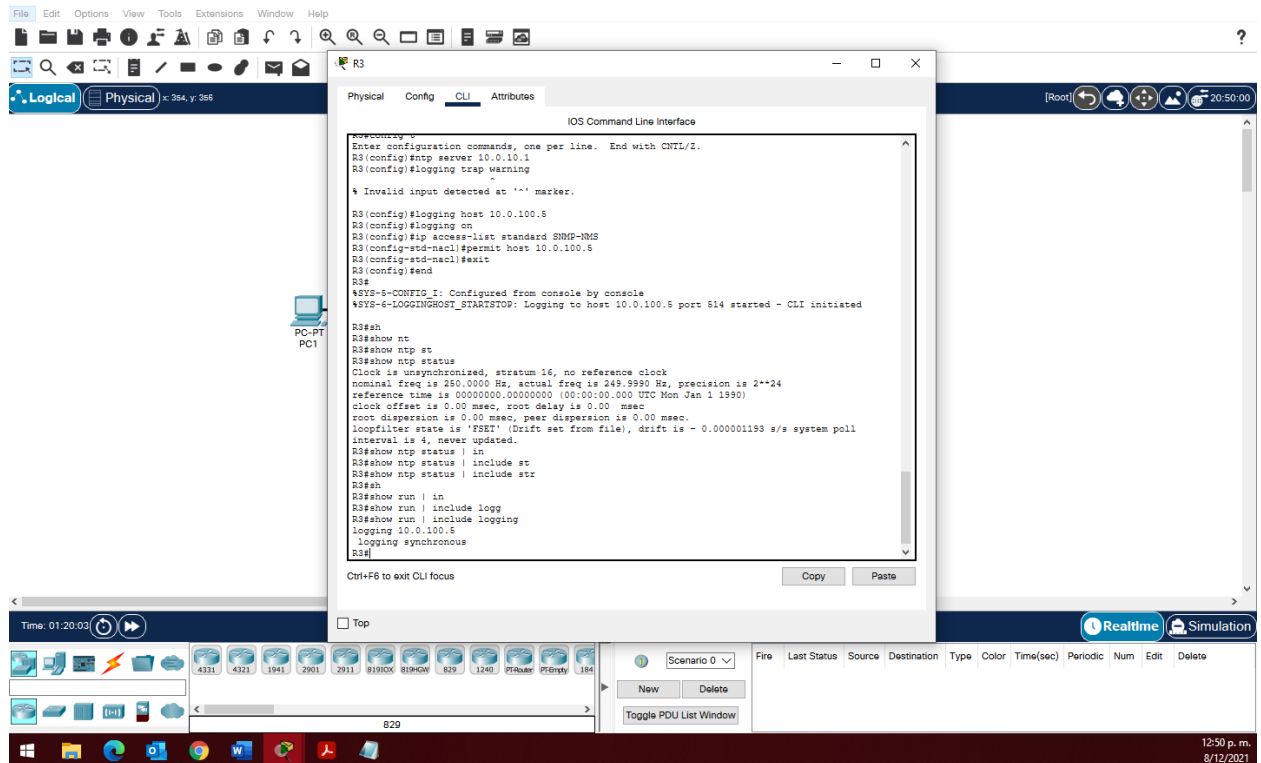 File Edit Options View Tools Extensions Window Help
?
R3
Logical Physical x: 354, y: 356
[Root] 20:50:00
Physical Config CLI Attributes
IOS Command Line Interface
R3#config t
Enter configuration commands, one per line. End with CNTL/Z.
R3(config)#ntp server 10.0.10.1
R3(config)#logging trap warning
^
% Invalid input detected at '^' marker.
R3(config)#logging host 10.0.100.5
R3(config)#logging on
R3(config)#ip access-list standard SNMP-NMS
R3(config-std-nacl)#permit host 10.0.100.5
R3(config-std-nacl)#exit
R3(config)#end
R3#
%SYS-5-CONFIG_I: Configured from console by console
%SYS-6-LOGGINGHOST_STARTSTOP: Logging to host 10.0.100.5 port 514 started - CLI initiated
R3#sh
R3#show nt
R3#show ntp st
R3#show ntp status
Clock is unsynchronized, stratum 16, no reference clock
nominal freq is 250.0000 Hz, actual freq is 249.9990 Hz, precision is 2**24
reference time is 00000000.00000000 (00:00:00.000 UTC Mon Jan 1 1990)
clock offset is 0.00 msec, root delay is 0.00 msec
root dispersion is 0.00 msec, peer dispersion is 0.00 msec.
loopfilter state is 'FSET' (Drift set from file), drift is - 0.000001193 s/s system poll
interval is 4, never updated.
R3#show ntp status | in
R3#show ntp status | include st
R3#show ntp status | include str
R3#sh
R3#show run | in
R3#show run | include logg
R3#show run | include logging
logging 10.0.100.5
logging synchronous
R3#
Ctrl+F6 to exit CLI focus
Copy Paste
Top
PC-PT
PC1
Time: 01:20:03
Realtime Simulation
4331 4321 1941 2901 2911 819IOX 819HGW 829 1240 PT-Router PT-Empty 184
829
Scenario 0
New Delete
Toggle PDU List Window
Fire Last Status Source Destination Type Color Time(sec) Periodic Num Edit Delete
12:50 p. m.
8/12/2021